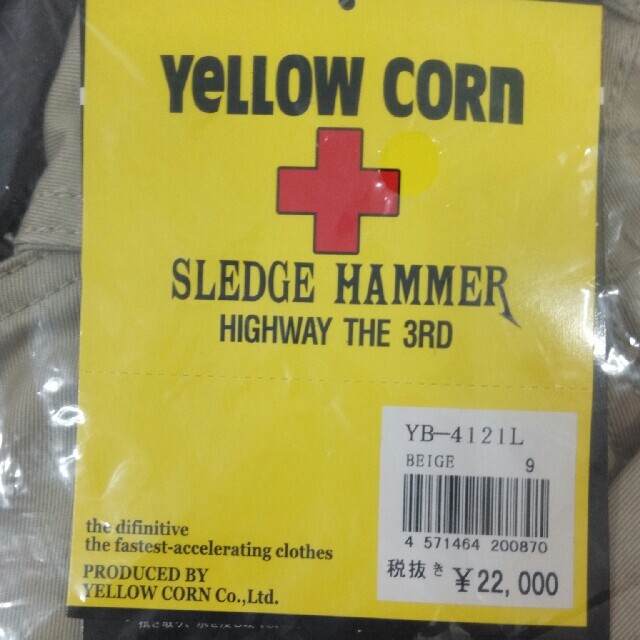 YELLOW CORN
SLEDGE HAMMER
HIGHWAY THE 3RD
YB-4121L
BEIGE 9
4 571464 200870
税抜き ¥22,000
the difinitive
the fastest-accelerating clothes
PRODUCED BY
YELLOW CORN Co.,Ltd.